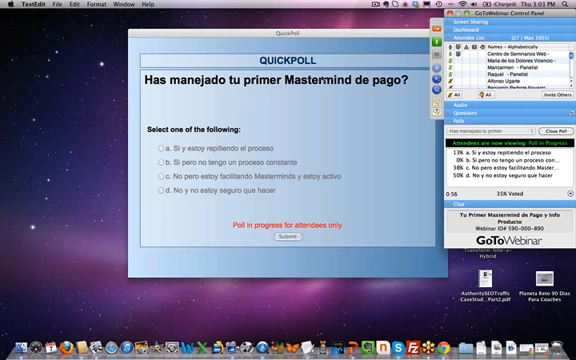 TextEdit File Edit Format Window Help
(Charged) Thu 3:03 PM
QuickPoll
QUICKPOLL
Has manejado tu primer Mastermind de pago?
Select one of the following:
a. Si y estoy repitiendo el proceso
b. Si pero no tengo un proceso constante
c. No pero estoy facilitando Masterminds y estoy activo
d. No y no estoy seguro que hacer
Poll in progress for attendees only.
Submit
GoToWebinar Control Panel
Screen Sharing
Dashboard
Attendee List (27 | Max 1001)
Names - Alphabetically
Centro de Seminarios Web -
Maria de los Dolores Vicencio -
Maricarmen - Panelist
Raquel - Panelist
Alfonso Ugarte
All All Invite Others
Audio
Questions
Polls
Has manejado tu primer Close Poll
Attendees are now viewing: Poll in Progress
13% a. Si y estoy repitiendo el proceso
0% b. Si pero no tengo un proceso con...
38% c. No pero estoy facilitando Master...
50% d. No y no estoy seguro que hacer
0:56 35% Voted
Chat
Tu Primer Mastermind de Pago y Info
Producto
Webinar ID# 590-000-890
GoToWebinar
Hybrid
AuthoritySEOTraffic
CaseStud...Part2.pdf
Planeta Reto 90 Dias
Para Coaches